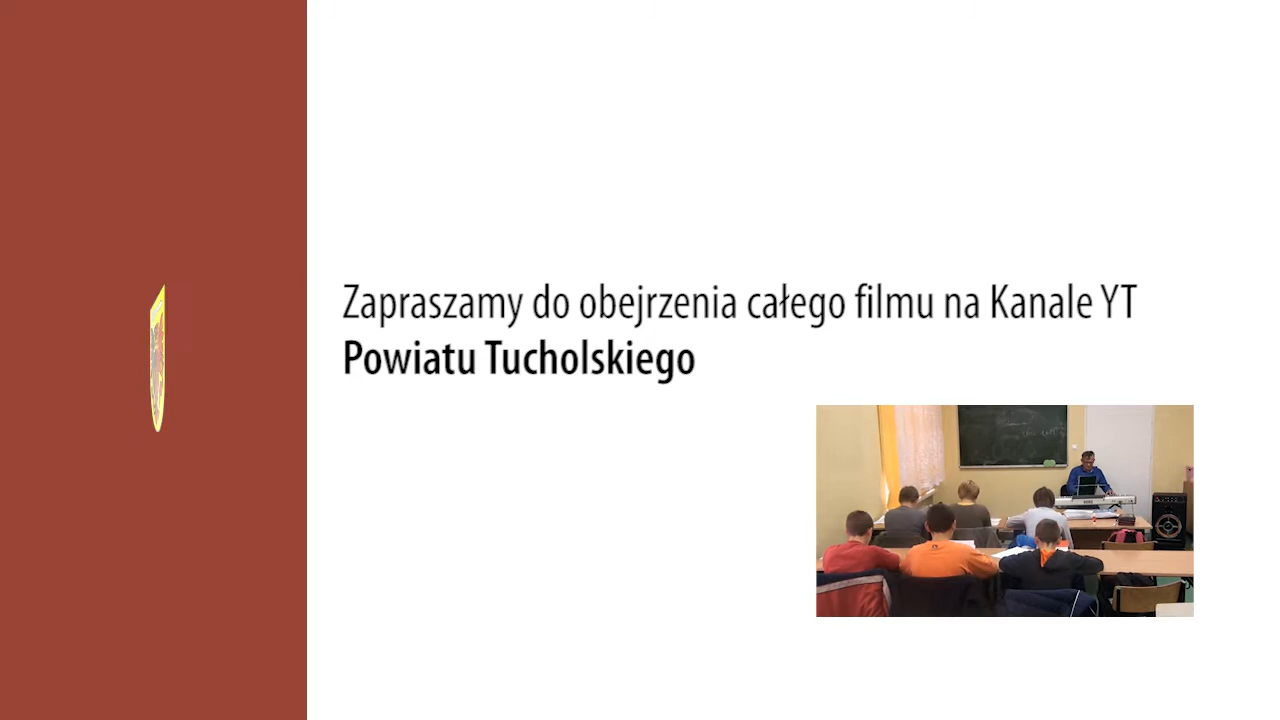 Zapraszamy do obejrzenia całego filmu na Kanale YT
Powiatu Tucholskiego